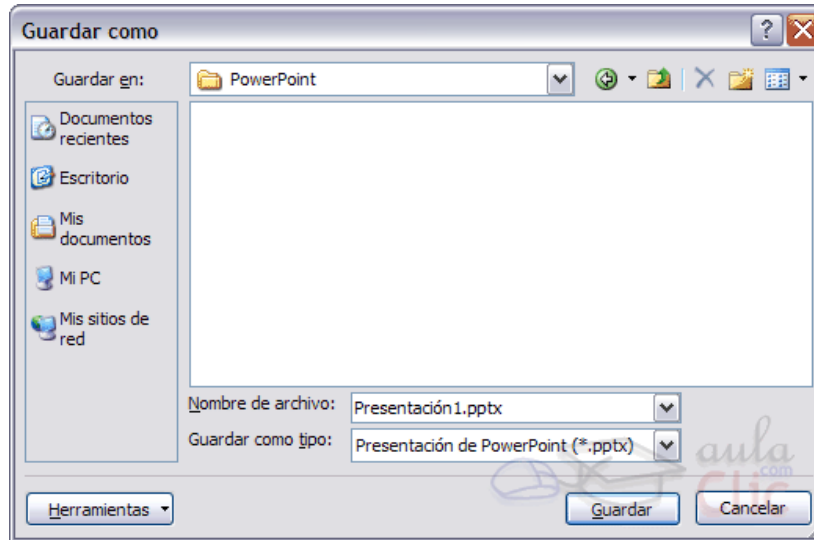 Guardar como
Guardar en:
PowerPoint
Documentos
recientes
Escritorio
Mis
documentos
Mi PC
Mis sitios de
red
Nombre de archivo:
Presentación1.pptx
Guardar como tipo:
Presentación de PowerPoint (*.pptx)
aula
.com
Clic
Herramientas
Guardar
Cancelar